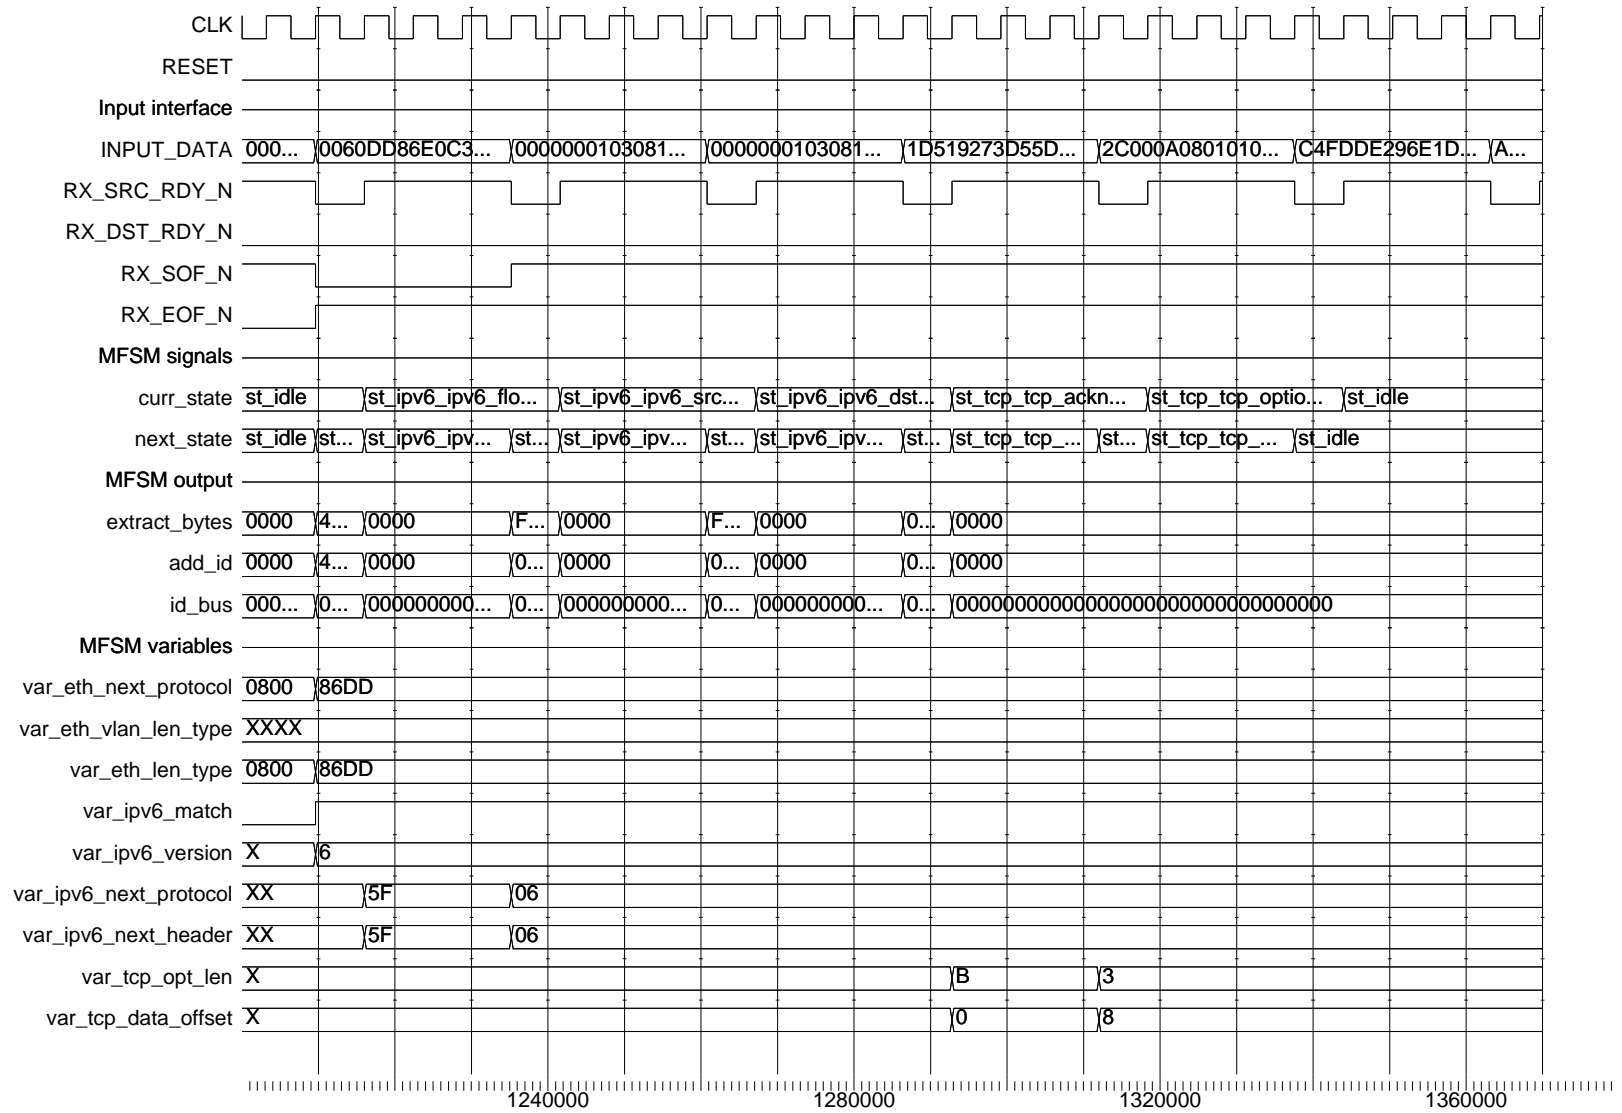 CLK
RESET
Input interface
INPUT_DATA 000... 0060DD86E0C3... 0000000103081... 0000000103081... 1D519273D55D... 2C000A0801010... C4FDDE296E1D... A...
RX_SRC_RDY_N
RX_DST_RDY_N
RX_SOF_N
RX_EOF_N
MFSM signals
curr_state st_idle st_ipv6_ipv6_flo... st_ipv6_ipv6_src... st_ipv6_ipv6_dst... st_tcp_tcp_ackn... st_tcp_tcp_optio... st_idle
next_state st_idle st... st_ipv6_ipv... st... st_ipv6_ipv... st... st_ipv6_ipv... st... st_tcp_tcp_... st... st_tcp_tcp_... st_idle
MFSM output
extract_bytes 0000 4... 0000 F... 0000 F... 0000 0... 0000
add_id 0000 4... 0000 0... 0000 0... 0000 0... 0000
id_bus 000... 0... 000000000... 0... 000000000... 0... 000000000... 0... 00000000000000000000000000000000
MFSM variables
var_eth_next_protocol 0800 86DD
var_eth_vlan_len_type XXXX
var_eth_len_type 0800 86DD
var_ipv6_match
var_ipv6_version X 6
var_ipv6_next_protocol XX 5F 06
var_ipv6_next_header XX 5F 06
var_tcp_opt_len X B 3
var_tcp_data_offset X 0 8
1240000 1280000 1320000 1360000